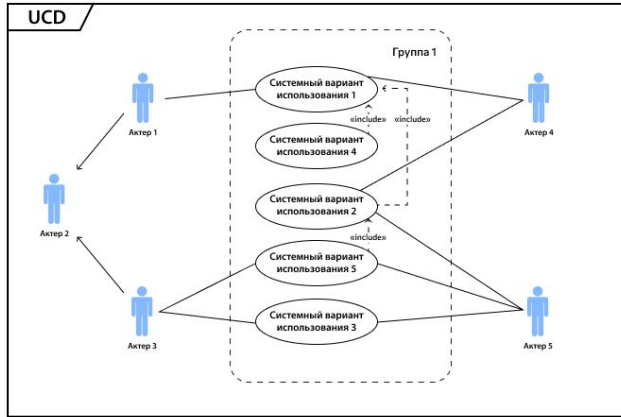 UCD
Группа 1
Системный вариант
использования 1
«include»
«include»
Актер 1
Актер 4
Системный вариант
использования 4
Системный вариант
использования 2
Актер 2
«include»
Системный вариант
использования 5
Системный вариант
использования 3
Актер 3
Актер 5